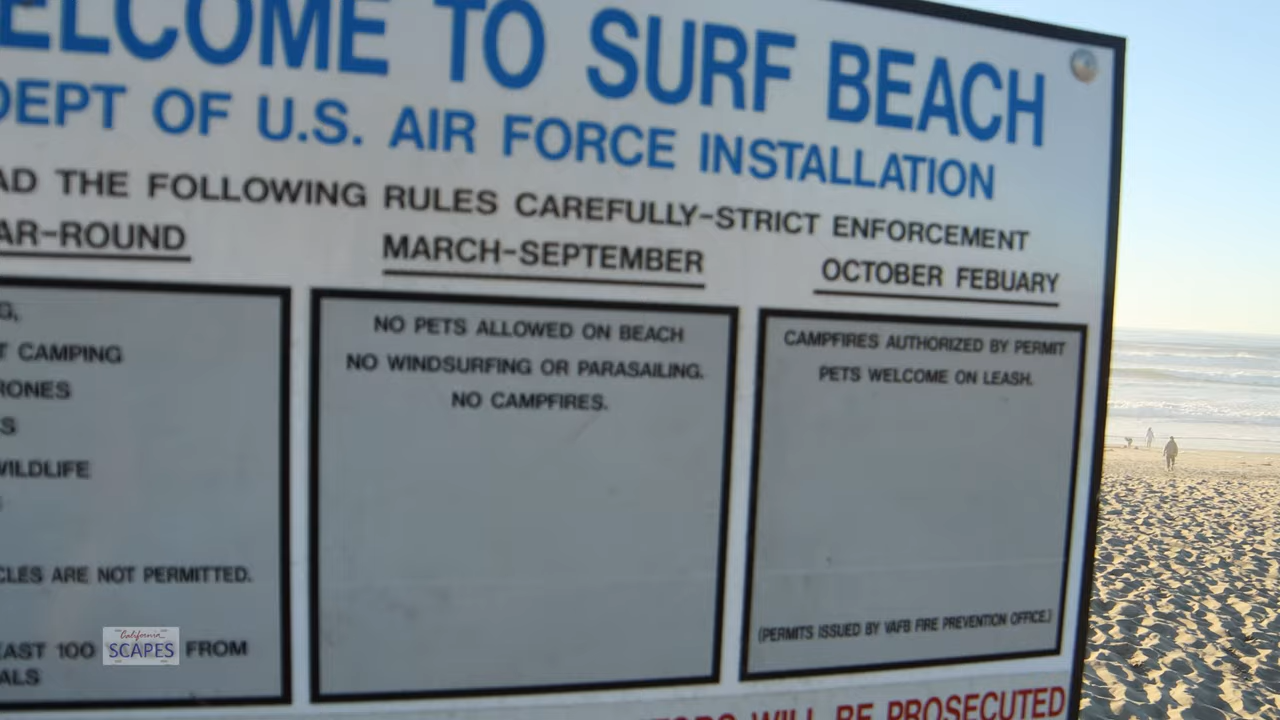 ELCOME TO SURF BEACH
DEPT OF U.S. AIR FORCE INSTALLATION
AD THE FOLLOWING RULES CAREFULLY-STRICT ENFORCEMENT
AR-ROUND
G,
T CAMPING
RONES
S
WILDLIFE
CLES ARE NOT PERMITTED.
EAST 100 FROM
ALS
MARCH-SEPTEMBER
NO PETS ALLOWED ON BEACH
NO WINDSURFING OR PARASAILING.
NO CAMPFIRES.
OCTOBER FEBUARY
CAMPFIRES AUTHORIZED BY PERMIT
PETS WELCOME ON LEASH.
(PERMITS ISSUED BY VAFB FIRE PREVENTION OFFICE.)
TORS WILL BE PROSECUTED
California
SCAPES